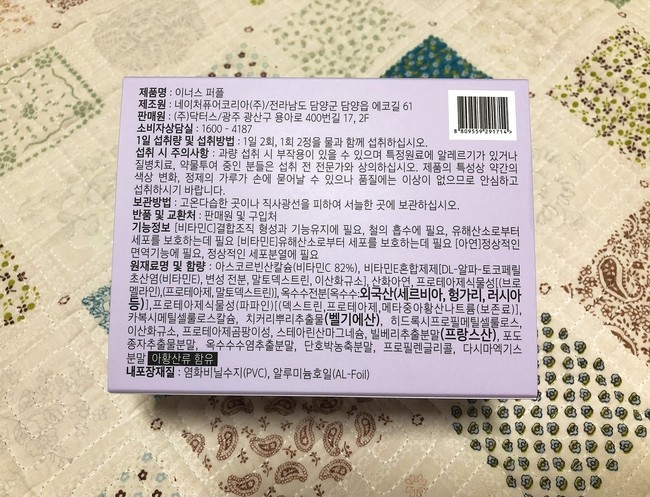 제품명 : 이너스 퍼플
제조원 : 네이처퓨어코리아(주)/전라남도 담양군 담양읍 에코길 61
판매원 : (주)닥터스/광주 광산구 용아로 400번길 17, 2F
소비자상담실 : 1600 - 4187
8 809559 291714
1일 섭취량 및 섭취방법 : 1일 2회, 1회 2정을 물과 함께 섭취하십시오.
섭취 시 주의사항 : 과량 섭취 시 부작용이 있을 수 있으며 특정원료에 알레르기가 있거나
질병치료, 약물투여 중인 분들은 섭취 전 전문가와 상의하십시오. 제품의 특성상 약간의
색상 변화, 정제의 가루가 손에 묻어날 수 있으나 품질에는 이상이 없으므로 안심하고
섭취하시기 바랍니다.
보관방법 : 고온다습한 곳이나 직사광선을 피하여 서늘한 곳에 보관하십시오.
반품 및 교환처 : 판매원 및 구입처
기능정보 [비타민C]결합조직 형성과 기능유지에 필요, 철의 흡수에 필요, 유해산소로부터
세포를 보호하는데 필요 [비타민E]유해산소로부터 세포를 보호하는데 필요 [아연]정상적인
면역기능에 필요, 정상적인 세포분열에 필요
원재료명 및 함량 : 아스코르빈산칼슘(비타민C 82%), 비타민E혼합제제[DL-알파-토코페릴
초산염(비타민E), 변성 전분, 말토덱스트린, 이산화규소], 산화아연, 프로테아제식물성[(브로
멜라인),(프로테아제, 말토덱스트린), 옥수수전분[옥수수:외국산(세르비아, 헝가리, 러시아
등)], 프로테아제식물성(파파인)[(덱스트린, 프로테아제, 메타중아황산나트륨(보존료)],
카복시메틸셀룰로스칼슘, 치커리뿌리추출물(벨기에산), 히드록시프로필메틸셀룰로스,
이산화규소, 프로테아제곰팡이성, 스테아린산마그네슘, 빌베리추출분말(프랑스산), 포도
종자추출물분말, 옥수수수염추출분말, 단호박농축분말, 프로필렌글리콜, 다시마엑기스
분말 아황산류 함유
내포장재질 : 염화비닐수지(PVC), 알루미늄호일(AL-Foil)